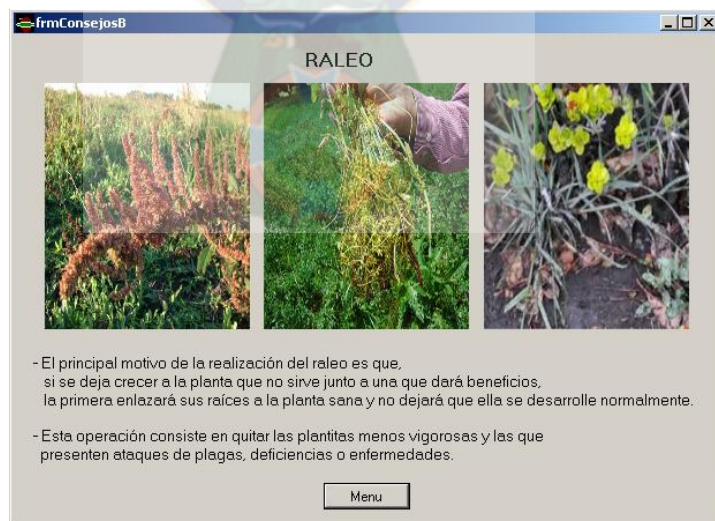 frmConsejosB
RALEO
- El principal motivo de la realización del raleo es que,
si se deja crecer a la planta que no sirve junto a una que dará beneficios,
la primera enlazará sus raíces a la planta sana y no dejará que ella se desarrolle normalmente.
- Esta operación consiste en quitar las plantitas menos vigorosas y las que
presenten ataques de plagas, deficiencias o enfermedades.
Menu